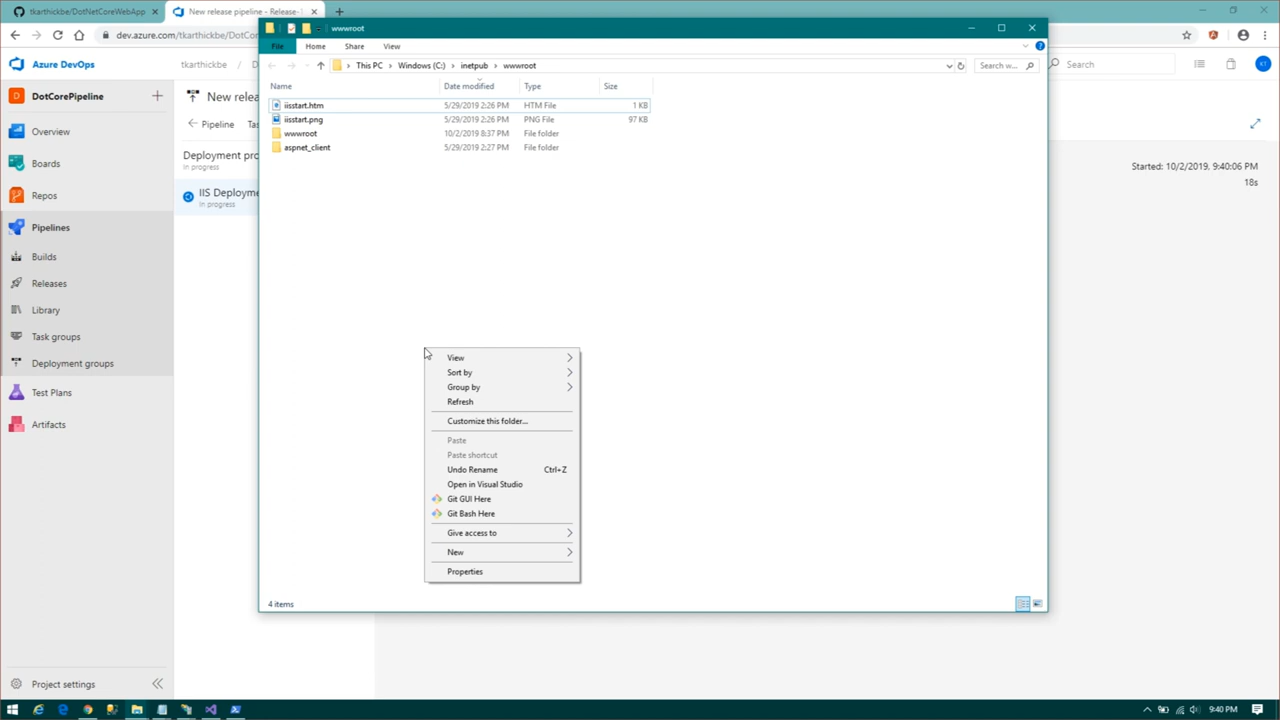 tkarthickbe/DotNetCoreWebApp
New release pipeline - Release-
wwwroot
dev.azure.com/tkarthickbe/DotCo
File Home Share View
This PC Windows (C:) inetpub wwwroot
Search w...
Azure DevOps
tkarthickbe / D
Search
KT
Name Date modified Type Size
DotCorePipeline
New relea
iisstart.htm 5/29/2019 2:26 PM HTM File 1 KB
iisstart.png 5/29/2019 2:26 PM PNG File 97 KB
wwwroot 10/2/2019 8:37 PM File folder
aspnet_client 5/29/2019 2:27 PM File folder
Pipeline Tas
Overview
Boards
Repos
Pipelines
Builds
Releases
Library
Task groups
Deployment groups
Test Plans
Artifacts
Project settings
Deployment pro
In progress
IIS Deployme
In progress
Started: 10/2/2019, 9:40:06 PM
18s
View
Sort by
Group by
Refresh
Customize this folder...
Paste
Paste shortcut
Undo Rename Ctrl+Z
Open in Visual Studio
Git GUI Here
Git Bash Here
Give access to
New
Properties
4 items
9:40 PM